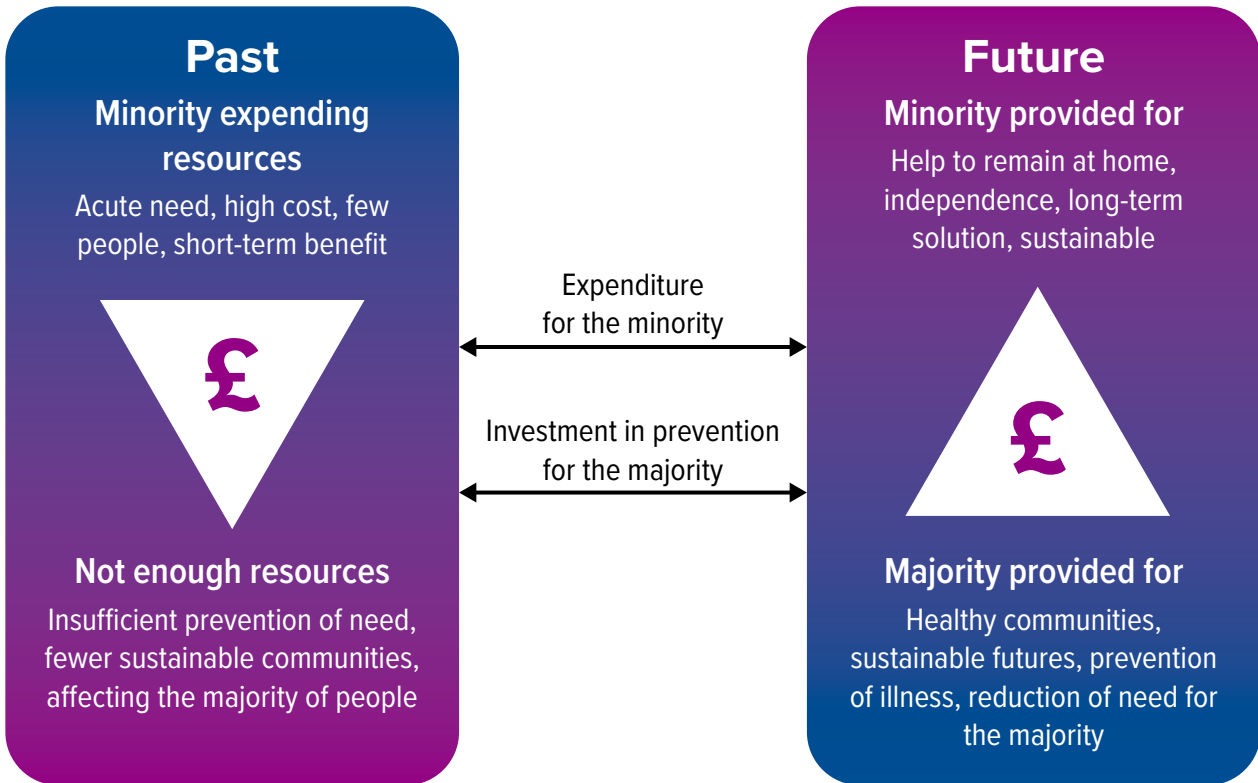 Past
Minority expending
resources
Acute need, high cost, few
people, short-term benefit
£
Not enough resources
Insufficient prevention of need,
fewer sustainable communities,
affecting the majority of people
Expenditure
for the minority
Investment in prevention
for the majority
Future
Minority provided for
Help to remain at home,
independence, long-term
solution, sustainable
£
Majority provided for
Healthy communities,
sustainable futures, prevention
of illness, reduction of need for
the majority